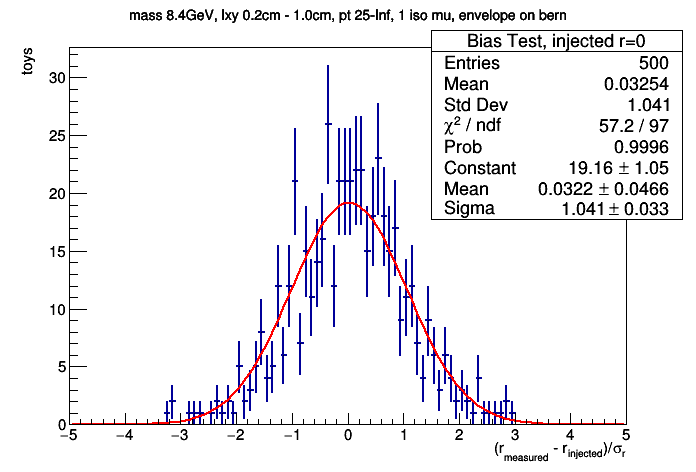 mass 8.4GeV, lxy 0.2cm - 1.0cm, pt 25-Inf, 1 iso mu, envelope on bern
toys
Bias Test, injected r=0
Entries 500
Mean 0.03254
Std Dev 1.041
χ² / ndf 57.2 / 97
Prob 0.9996
Constant 19.16 ± 1.05
Mean 0.0322 ± 0.0466
Sigma 1.041 ± 0.033
30
25
20
15
10
5
0
−5 −4 −3 −2 −1 0 1 2 3 4 5
(r_measured - r_injected)/σ_r